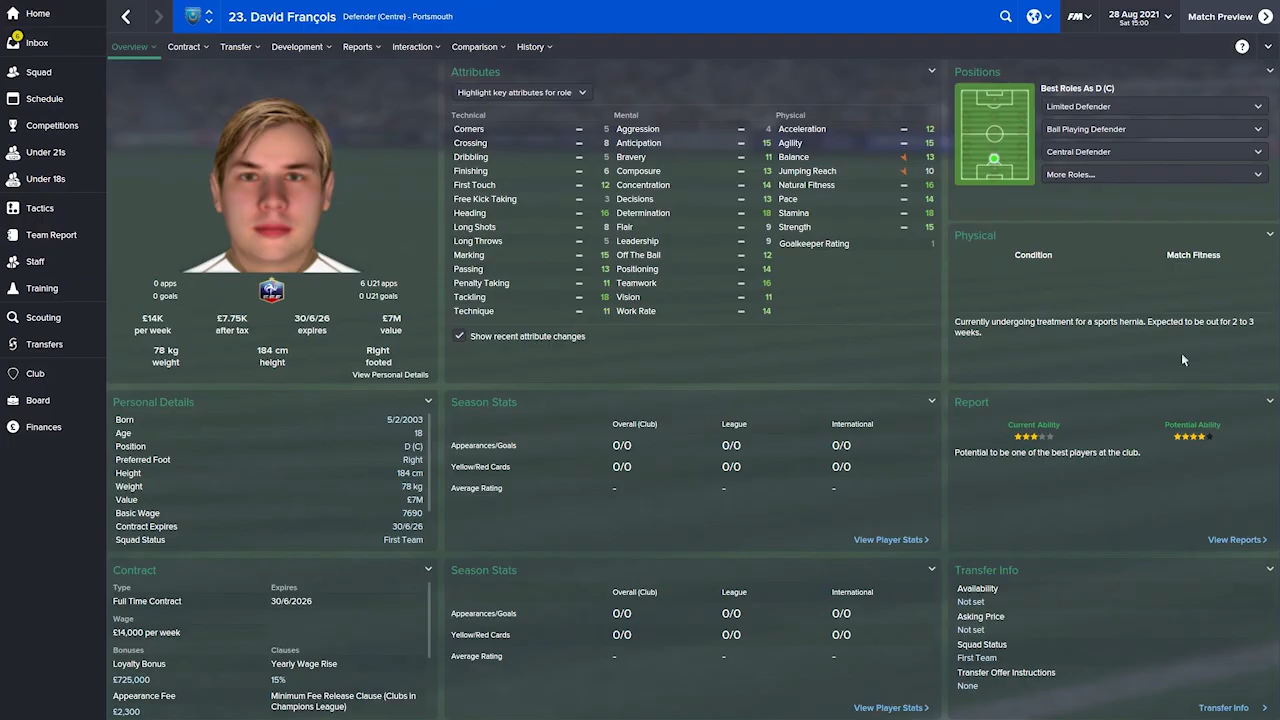 Home
6
Inbox
Squad
Schedule
Competitions
Under 21s
Under 18s
Tactics
Team Report
Staff
Training
Scouting
Transfers
Club
Board
Finances
23. David François
Defender (Centre) - Portsmouth
FM
28 Aug 2021
Sat 15:00
Match Preview
Overview
Contract
Transfer
Development
Reports
Interaction
Comparison
History
?
0 apps
0 goals
6 U21 apps
0 U21 goals
£14K
per week
£7.75K
after tax
30/6/26
expires
£7M
value
78 kg
weight
184 cm
height
Right
footed
View Personal Details
Attributes
Highlight key attributes for role
Technical
Corners 5
Crossing 8
Dribbling 5
Finishing 6
First Touch 12
Free Kick Taking 3
Heading 16
Long Shots 8
Long Throws 5
Marking 15
Passing 13
Penalty Taking 11
Tackling 18
Technique 11
Mental
Aggression 4
Anticipation 15
Bravery 11
Composure 13
Concentration 14
Decisions 13
Determination 18
Flair 9
Leadership 9
Off The Ball 12
Positioning 14
Teamwork 16
Vision 11
Work Rate 14
Physical
Acceleration 12
Agility 15
Balance 13
Jumping Reach 10
Natural Fitness 16
Pace 14
Stamina 18
Strength 15
Goalkeeper Rating 1
Show recent attribute changes
Positions
Best Roles As D (C)
Limited Defender
Ball Playing Defender
Central Defender
More Roles...
Physical
Condition Match Fitness
Currently undergoing treatment for a sports hernia. Expected to be out for 2 to 3
weeks.
Personal Details
Born 5/2/2003
Age 18
Position D (C)
Preferred Foot Right
Height 184 cm
Weight 78 kg
Value £7M
Basic Wage 7690
Contract Expires 30/6/26
Squad Status First Team
Season Stats
Overall (Club) League International
Appearances/Goals 0/0 0/0 0/0
Yellow/Red Cards 0/0 0/0 0/0
Average Rating - - -
View Player Stats
Report
Current Ability Potential Ability
Potential to be one of the best players at the club.
View Reports
Contract
Type Expires
Full Time Contract 30/6/2026
Wage
£14,000 per week
Bonuses Clauses
Loyalty Bonus Yearly Wage Rise
£725,000 15%
Appearance Fee Minimum Fee Release Clause (Clubs in
£2,300 Champions League)
Season Stats
Overall (Club) League International
Appearances/Goals 0/0 0/0 0/0
Yellow/Red Cards 0/0 0/0 0/0
Average Rating - - -
View Player Stats
Transfer Info
Availability
Not set
Asking Price
Not set
Squad Status
First Team
Transfer Offer Instructions
None
Transfer Info